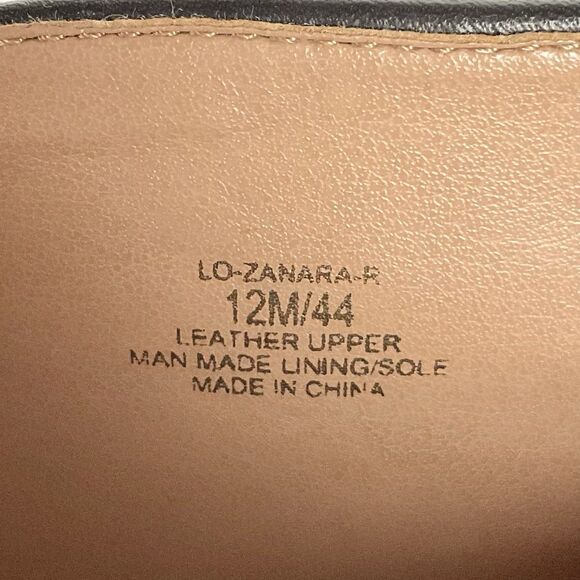 LO-ZANARA-R
12M/44
LEATHER UPPER
MAN MADE LINING/SOLE
MADE IN CHINA